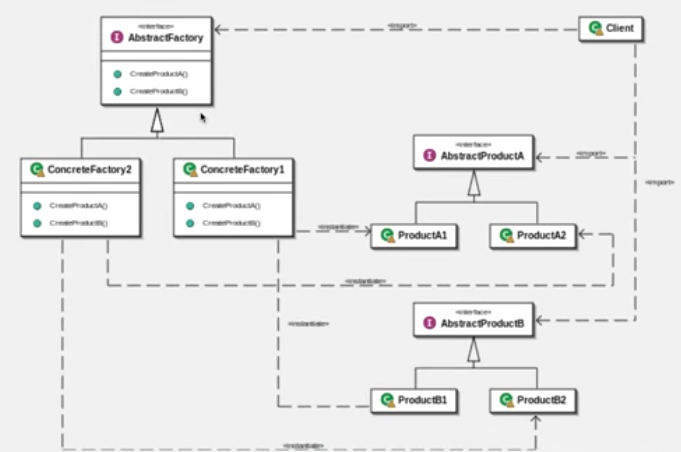 «interface»
AbstractFactory
CreateProductA()
CreateProductB()
«import»
Client
ConcreteFactory2
CreateProductA()
CreateProductB()
ConcreteFactory1
CreateProductA()
CreateProductB()
«interface»
AbstractProductA
«import»
«import»
«instantiate»
ProductA1
ProductA2
«instantiate»
«interface»
AbstractProductB
«instantiate»
ProductB1
ProductB2
«instantiate»